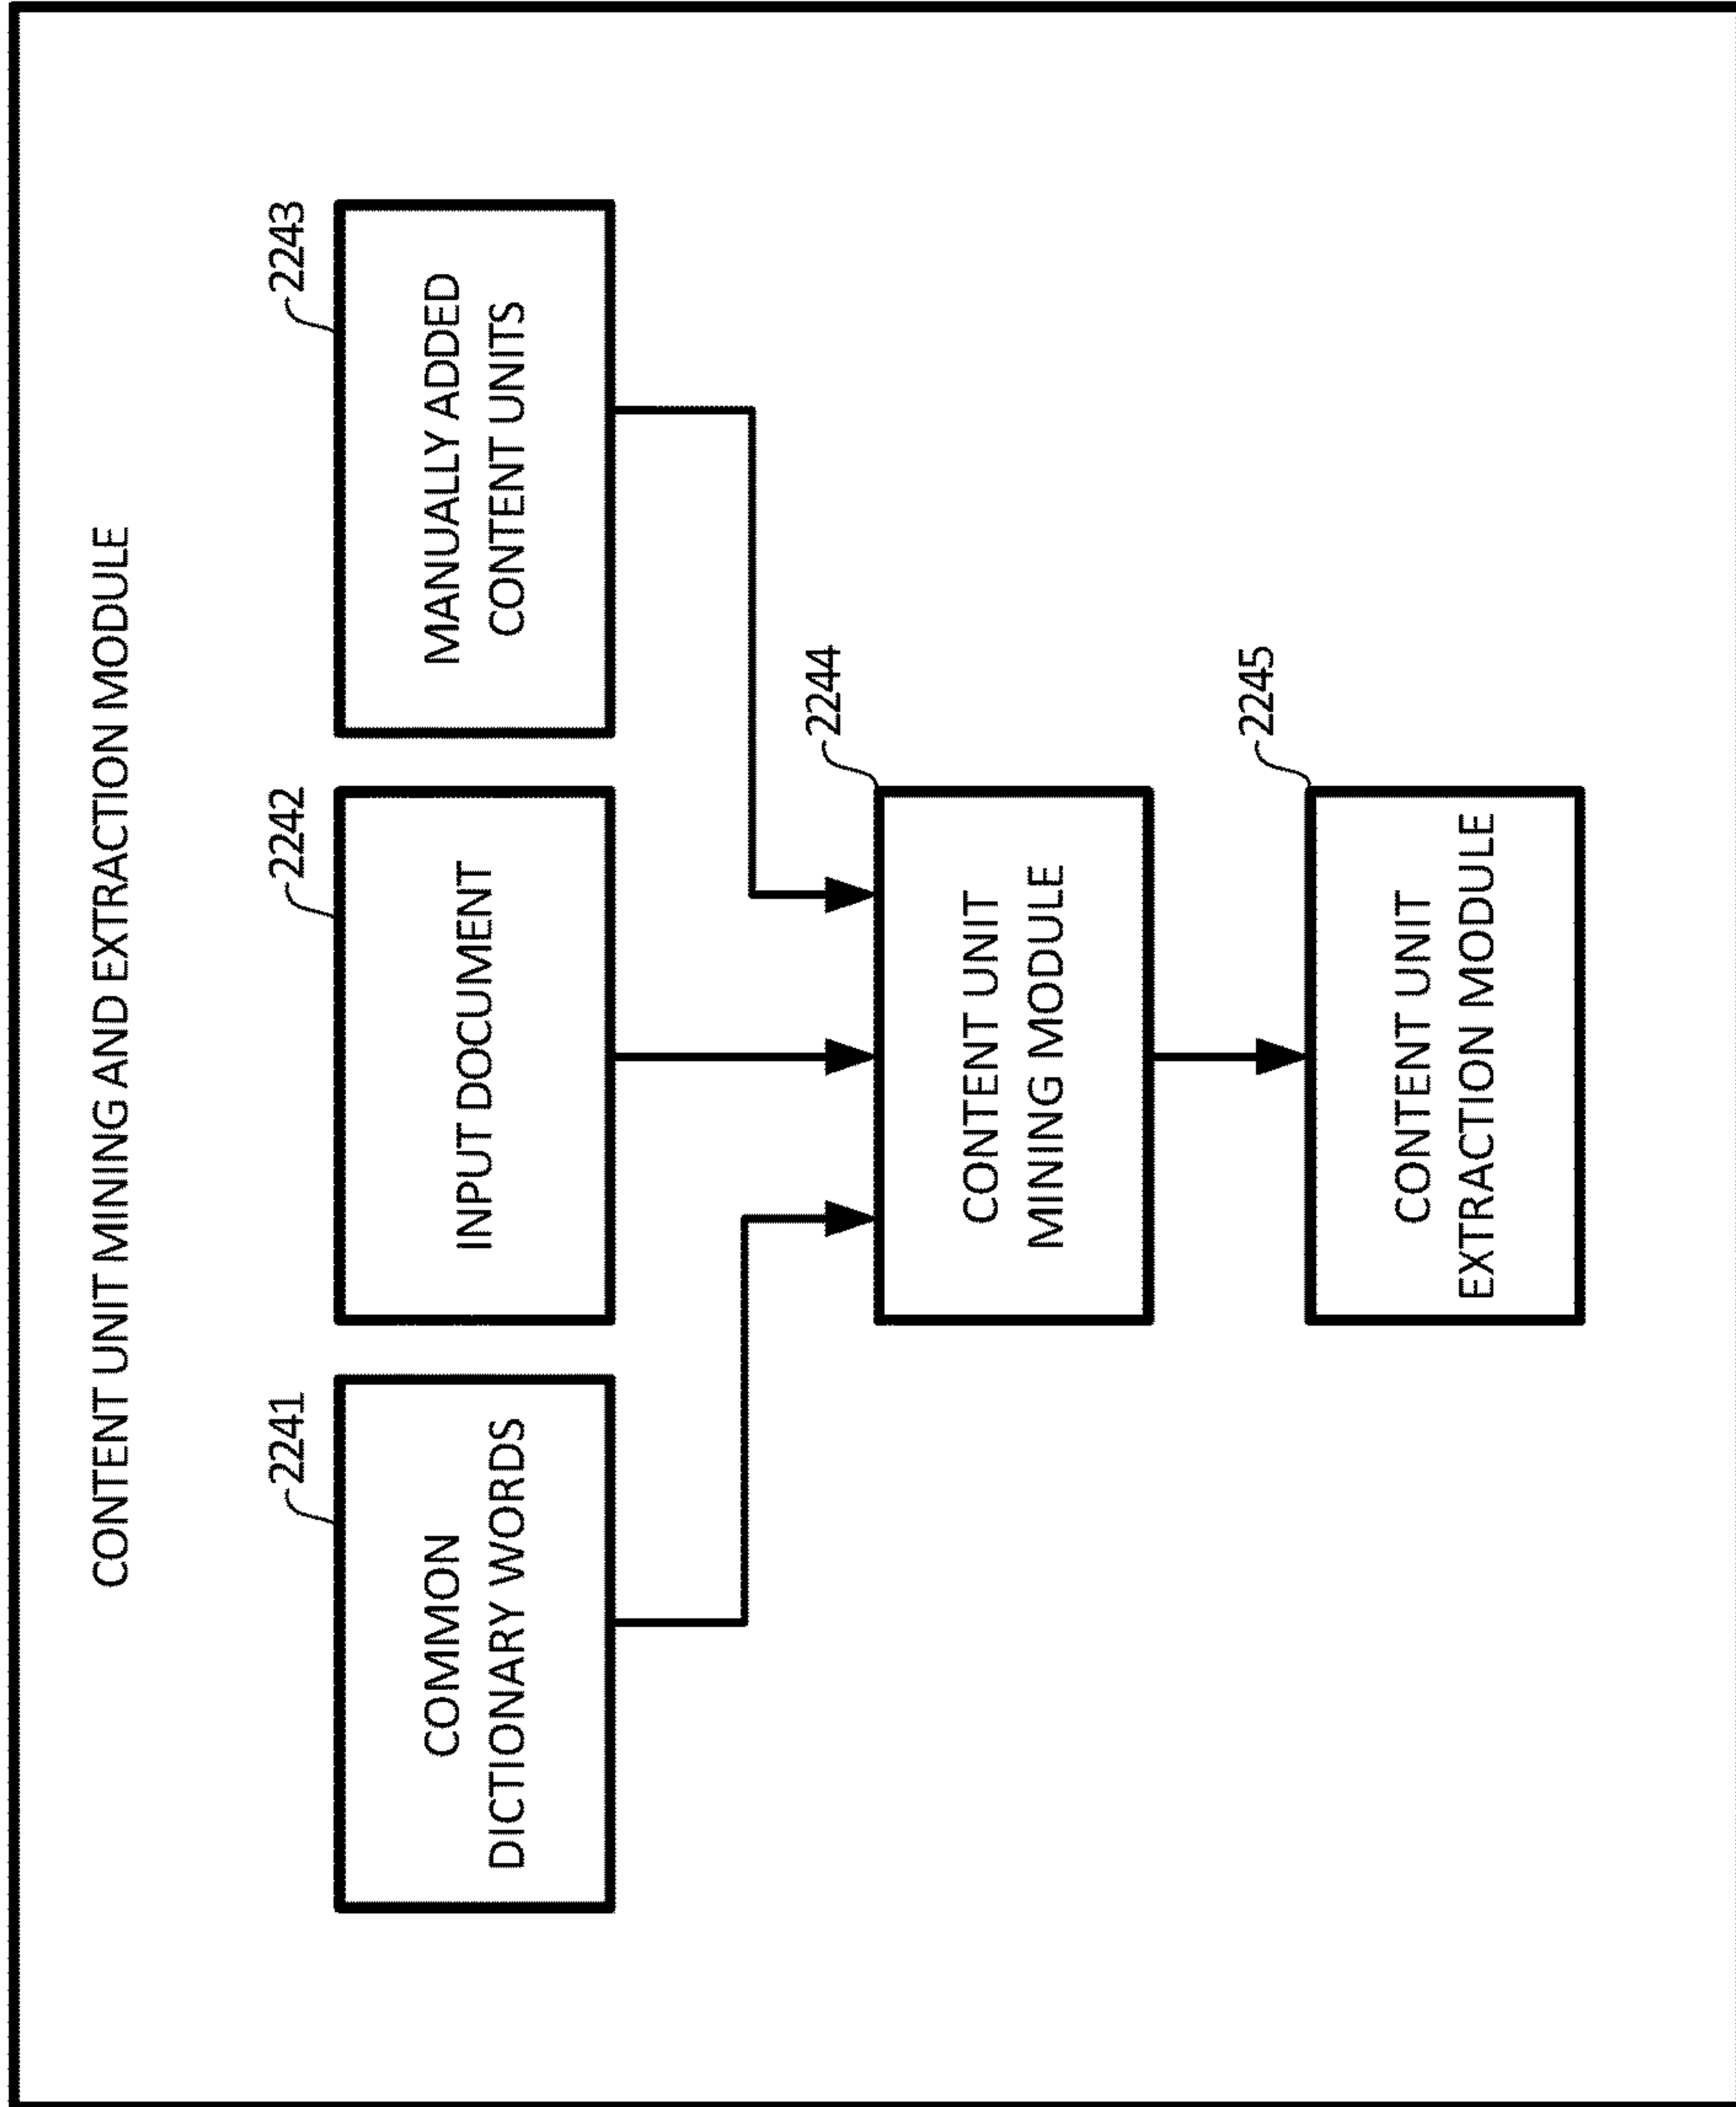 CONTENT UNIT MINING AND EXTRACTION MODULE
2241
COMMON
DICTIONARY WORDS
2242
INPUT DOCUMENT
2243
MANUALLY ADDED
CONTENT UNITS
2244
CONTENT UNIT
MINING MODULE
2245
CONTENT UNIT
EXTRACTION MODULE